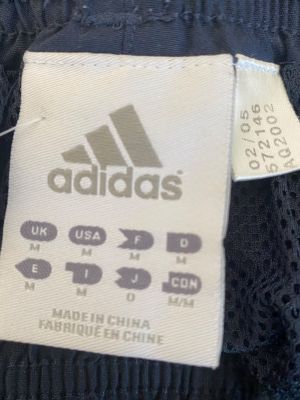 adidas
UK USA F D
M M M M
E I J CDN
M M O M/M
MADE IN CHINA
FABRIQUÉ EN CHINE
02/05
572146
AQ2002